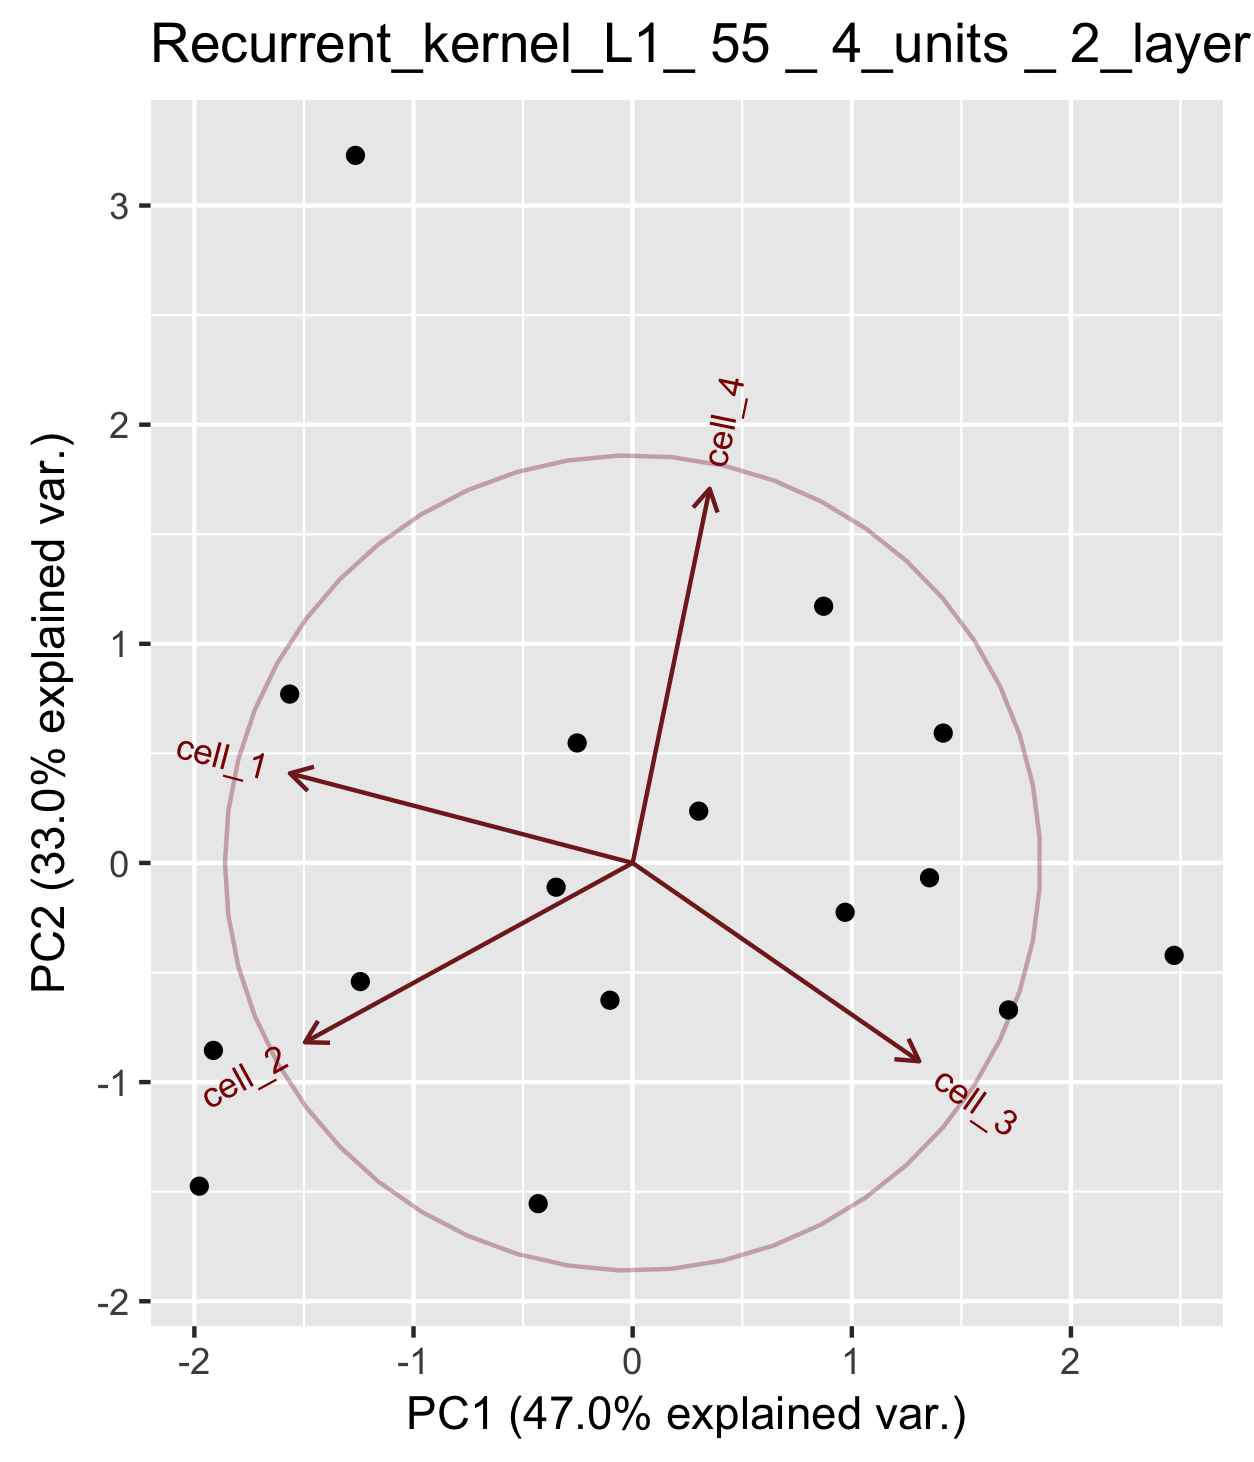 Recurrent_kernel_L1_ 55 _ 4_units _ 2_layer
3
2
1
0
-1
-2
PC2 (33.0% explained var.)
cell_4
cell_1
cell_2
cell_3
-2
-1
0
1
2
PC1 (47.0% explained var.)